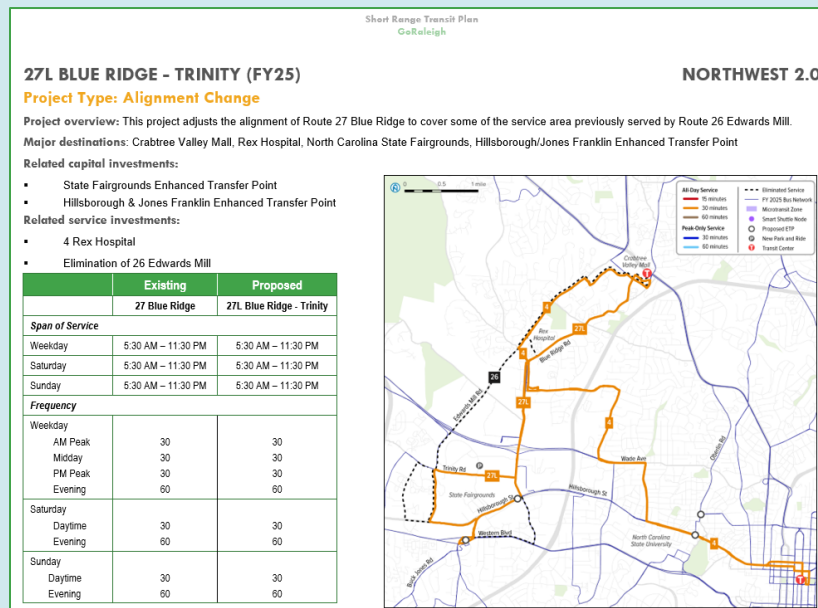 Short Range Transit Plan
GoRaleigh
27L BLUE RIDGE - TRINITY (FY25)
NORTHWEST 2.0
Project Type: Alignment Change
Project overview: This project adjusts the alignment of Route 27 Blue Ridge to cover some of the service area previously served by Route 26 Edwards Mill.
Major destinations: Crabtree Valley Mall, Rex Hospital, North Carolina State Fairgrounds, Hillsborough/Jones Franklin Enhanced Transfer Point
Related capital investments:
▪ State Fairgrounds Enhanced Transfer Point
▪ Hillsborough & Jones Franklin Enhanced Transfer Point
Related service investments:
▪ 4 Rex Hospital
▪ Elimination of 26 Edwards Mill
Existing Proposed
27 Blue Ridge 27L Blue Ridge - Trinity
Span of Service
Weekday 5:30 AM – 11:30 PM 5:30 AM – 11:30 PM
Saturday 5:30 AM – 11:30 PM 5:30 AM – 11:30 PM
Sunday 5:30 AM – 11:30 PM 5:30 AM – 11:30 PM
Frequency
Weekday
AM Peak 30 30
Midday 30 30
PM Peak 30 30
Evening 60 60
Saturday
Daytime 30 30
Evening 60 60
Sunday
Daytime 30 30
Evening 60 60
0 0.5 1 mile
All-Day Service
15 minutes
30 minutes
60 minutes
Peak-Only Service
30 minutes
60 minutes
Eliminated Service
FY 2025 Bus Network
Microtransit Zone
Smart Shuttle Node
Proposed ETP
New Park and Ride
Transit Center
Crabtree
Valley Mall
T
4
27L
Rex
Hospital
4
Blue Ridge Rd
26
Edwards Mill Rd
27L
4
Oberlin Rd
Wade Ave
Trinity Rd
P
27L
State Fairgrounds
Hillsborough St
Hillsborough St
Western Blvd
North Carolina
State University
4
Buck Jones Rd
T